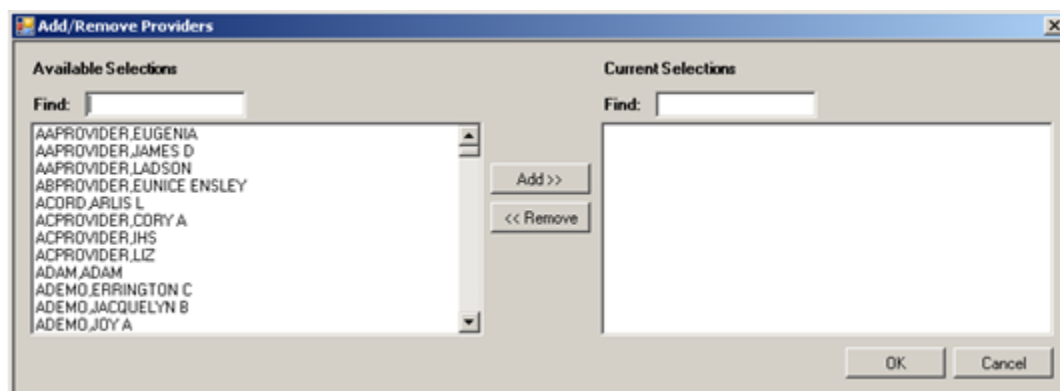 Add/Remove Providers
Available Selections
Current Selections
Find:
Find:
AAPROVIDER,EUGENIA
AAPROVIDER,JAMES D
AAPROVIDER,LADSON
ABPROVIDER,EUNICE ENSLEY
ACORD,ARLIS L
ACPROVIDER,CORY A
ACPROVIDER,IHS
ACPROVIDER,LIZ
ADAM,ADAM
ADEMO,ERRINGTON C
ADEMO,JACQUELYN B
ADEMO,JOY A
Add >>
<< Remove
OK
Cancel